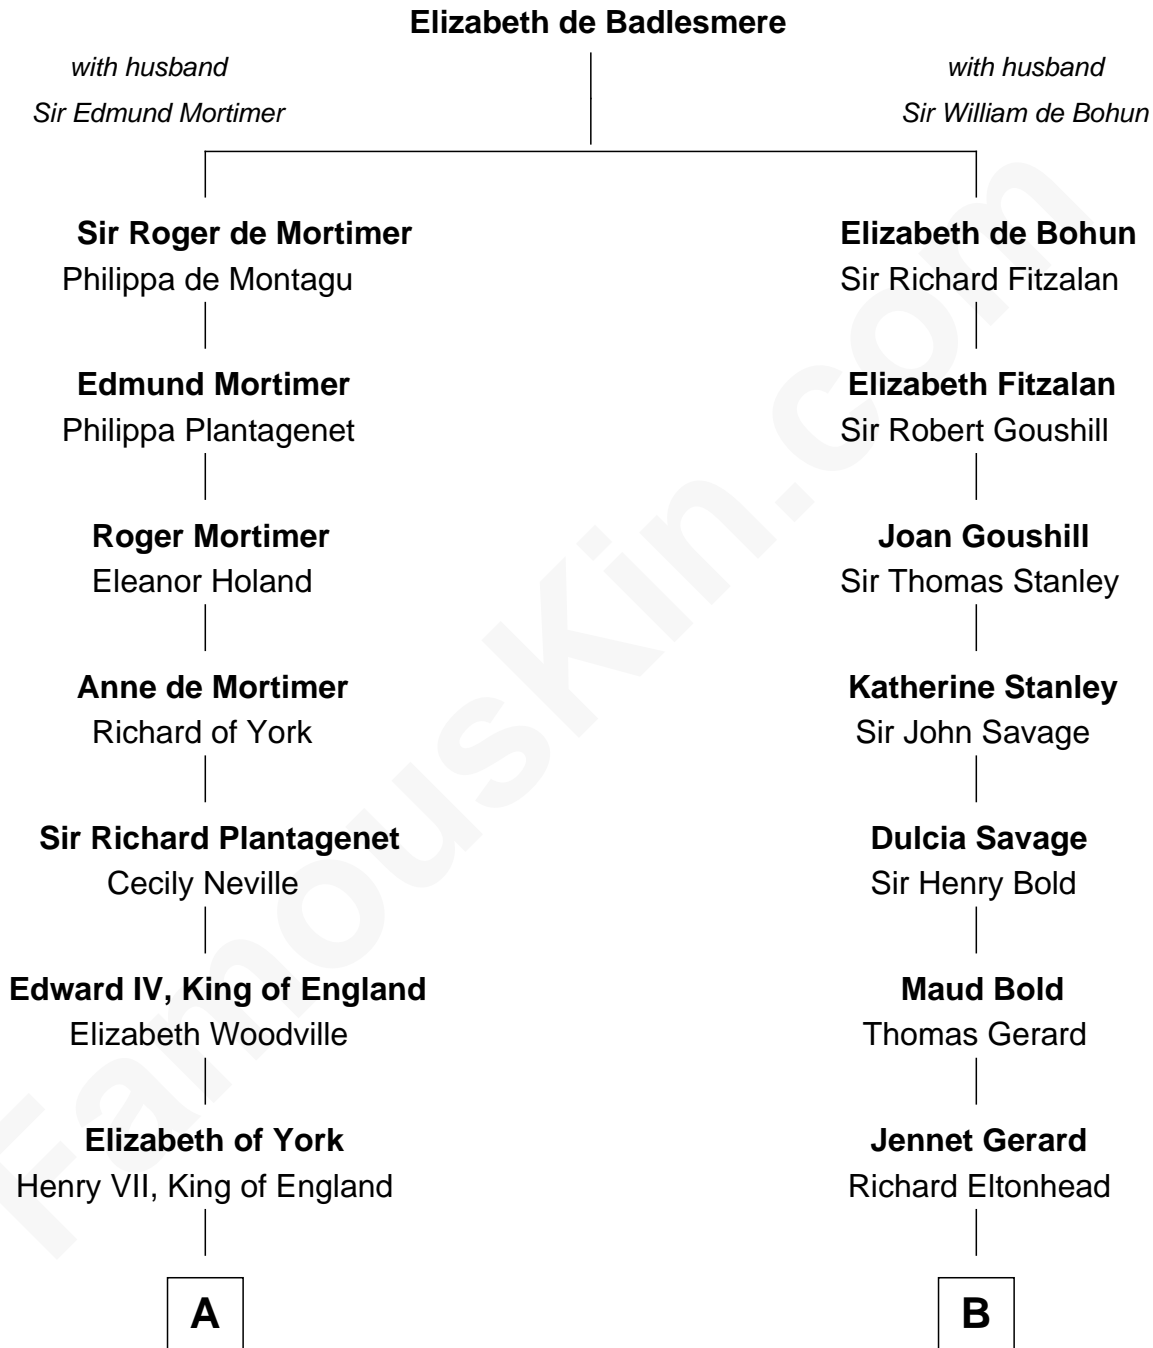 Elizabeth de Badlesmere
with husband
Sir Edmund Mortimer
with husband
Sir William de Bohun
Sir Roger de Mortimer
Philippa de Montagu
Edmund Mortimer
Philippa Plantagenet
Roger Mortimer
Eleanor Holand
Anne de Mortimer
Richard of York
Sir Richard Plantagenet
Cecily Neville
Edward IV, King of England
Elizabeth Woodville
Elizabeth of York
Henry VII, King of England
A
Elizabeth de Bohun
Sir Richard Fitzalan
Elizabeth Fitzalan
Sir Robert Goushill
Joan Goushill
Sir Thomas Stanley
Katherine Stanley
Sir John Savage
Dulcia Savage
Sir Henry Bold
Maud Bold
Thomas Gerard
Jennet Gerard
Richard Eltonhead
B
FamousKin.com